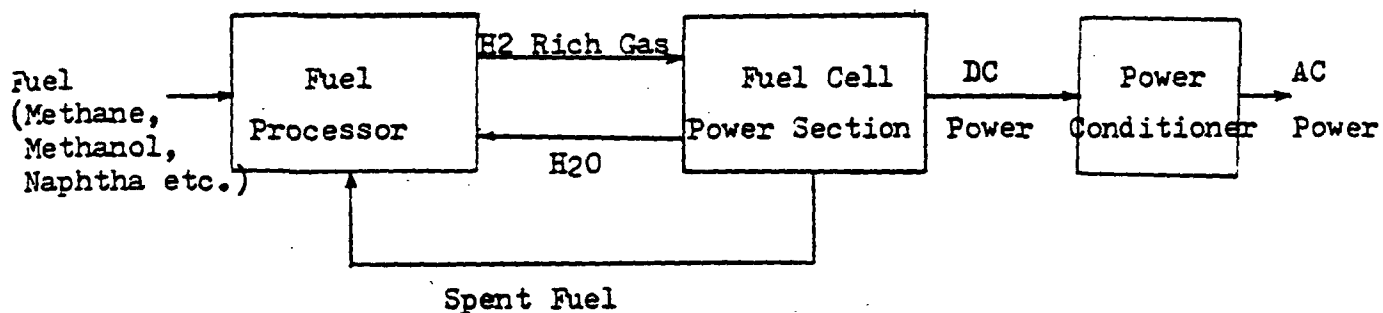 Fuel
(Methane,
Methanol,
Naphtha etc.)
Fuel
Processor
H2 Rich Gas
H2O
Fuel Cell
Power Section
DC
Power
Power
Conditioner
AC
Power
Spent Fuel